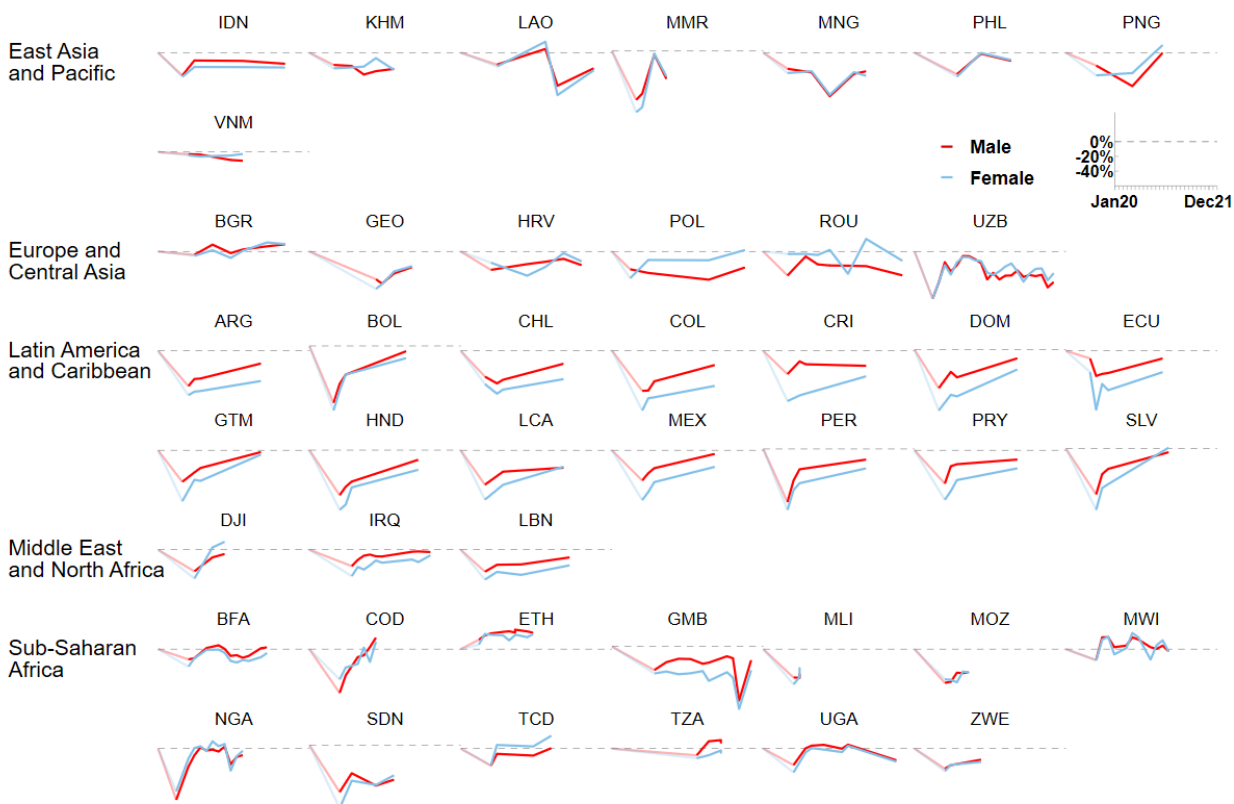 IDN KHM LAO MMR MNG PHL PNG
East Asia
and Pacific
VNM
Male
Female
0%
-20%
-40%
Jan20 Dec21
BGR GEO HRV POL ROU UZB
Europe and
Central Asia
ARG BOL CHL COL CRI DOM ECU
Latin America
and Caribbean
GTM HND LCA MEX PER PRY SLV
DJI IRQ LBN
Middle East
and North Africa
BFA COD ETH GMB MLI MOZ MWI
Sub-Saharan
Africa
NGA SDN TCD TZA UGA ZWE